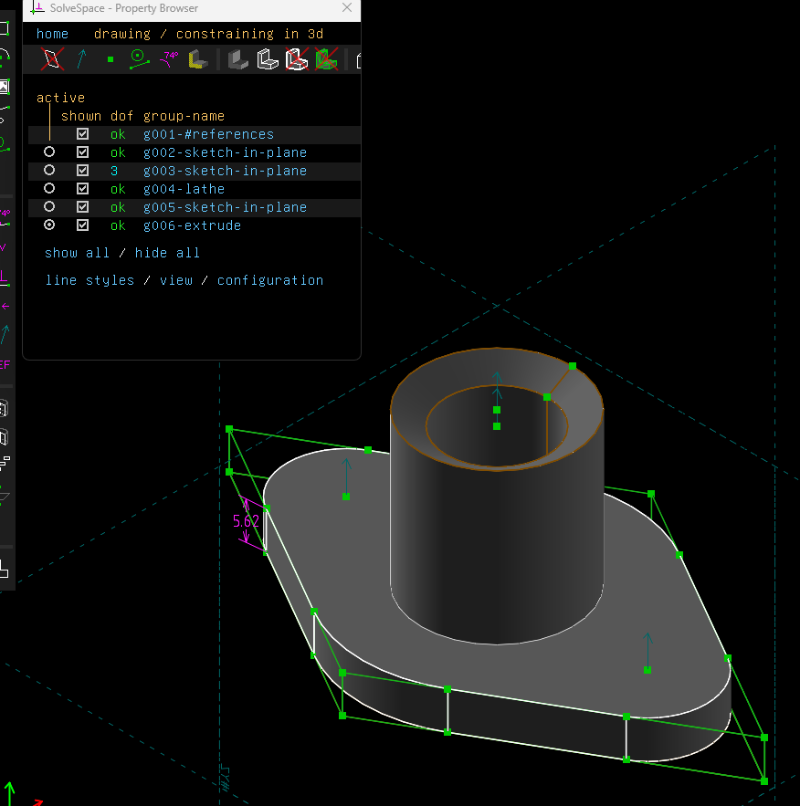 SolveSpace - Property Browser
home drawing / constraining in 3d
74°
active
shown dof group-name
ok g001-#references
ok g002-sketch-in-plane
3 g003-sketch-in-plane
ok g004-lathe
ok g005-sketch-in-plane
ok g006-extrude
show all / hide all
line styles / view / configuration
5.62